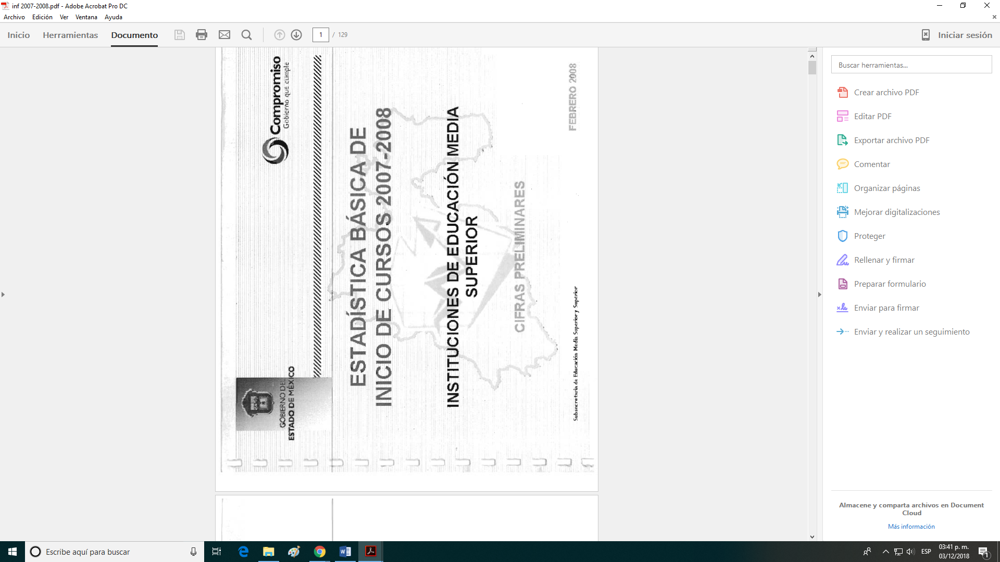 inf 2007-2008.pdf - Adobe Acrobat Pro DC
Archivo Edición Ver Ventana Ayuda
Inicio Herramientas Documento 1 / 129 Iniciar sesión
GOBIERNO DEL
ESTADO DE MÉXICO
Compromiso
Gobierno que cumple
ESTADÍSTICA BÁSICA DE
INICIO DE CURSOS 2007-2008
INSTITUCIONES DE EDUCACIÓN MEDIA
SUPERIOR
CIFRAS PRELIMINARES
FEBRERO 2008
Subsecretaría de Educación Media Superior y Superior
Buscar herramientas...
Crear archivo PDF
Editar PDF
Exportar archivo PDF
Comentar
Organizar páginas
Mejorar digitalizaciones
Proteger
Rellenar y firmar
Preparar formulario
Enviar para firmar
Enviar y realizar un seguimiento
Almacene y comparta archivos en Document
Cloud
Más información
Escribe aquí para buscar
ESP
03:41 p. m.
03/12/2018
1